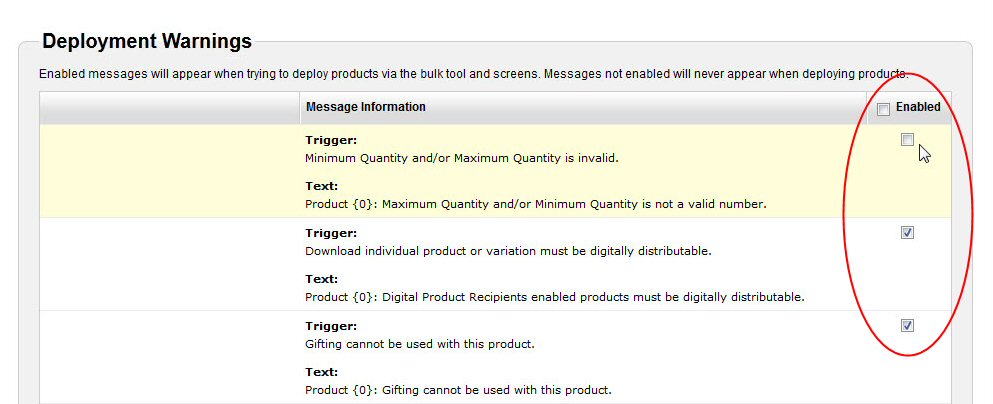 Deployment Warnings
Enabled messages will appear when trying to deploy products via the bulk tool and screens. Messages not enabled will never appear when deploying products.
Message Information Enabled
Trigger:
Minimum Quantity and/or Maximum Quantity is invalid.
Text:
Product {0}: Maximum Quantity and/or Minimum Quantity is not a valid number.
Trigger:
Download individual product or variation must be digitally distributable.
Text:
Product {0}: Digital Product Recipients enabled products must be digitally distributable.
Trigger:
Gifting cannot be used with this product.
Text:
Product {0}: Gifting cannot be used with this product.